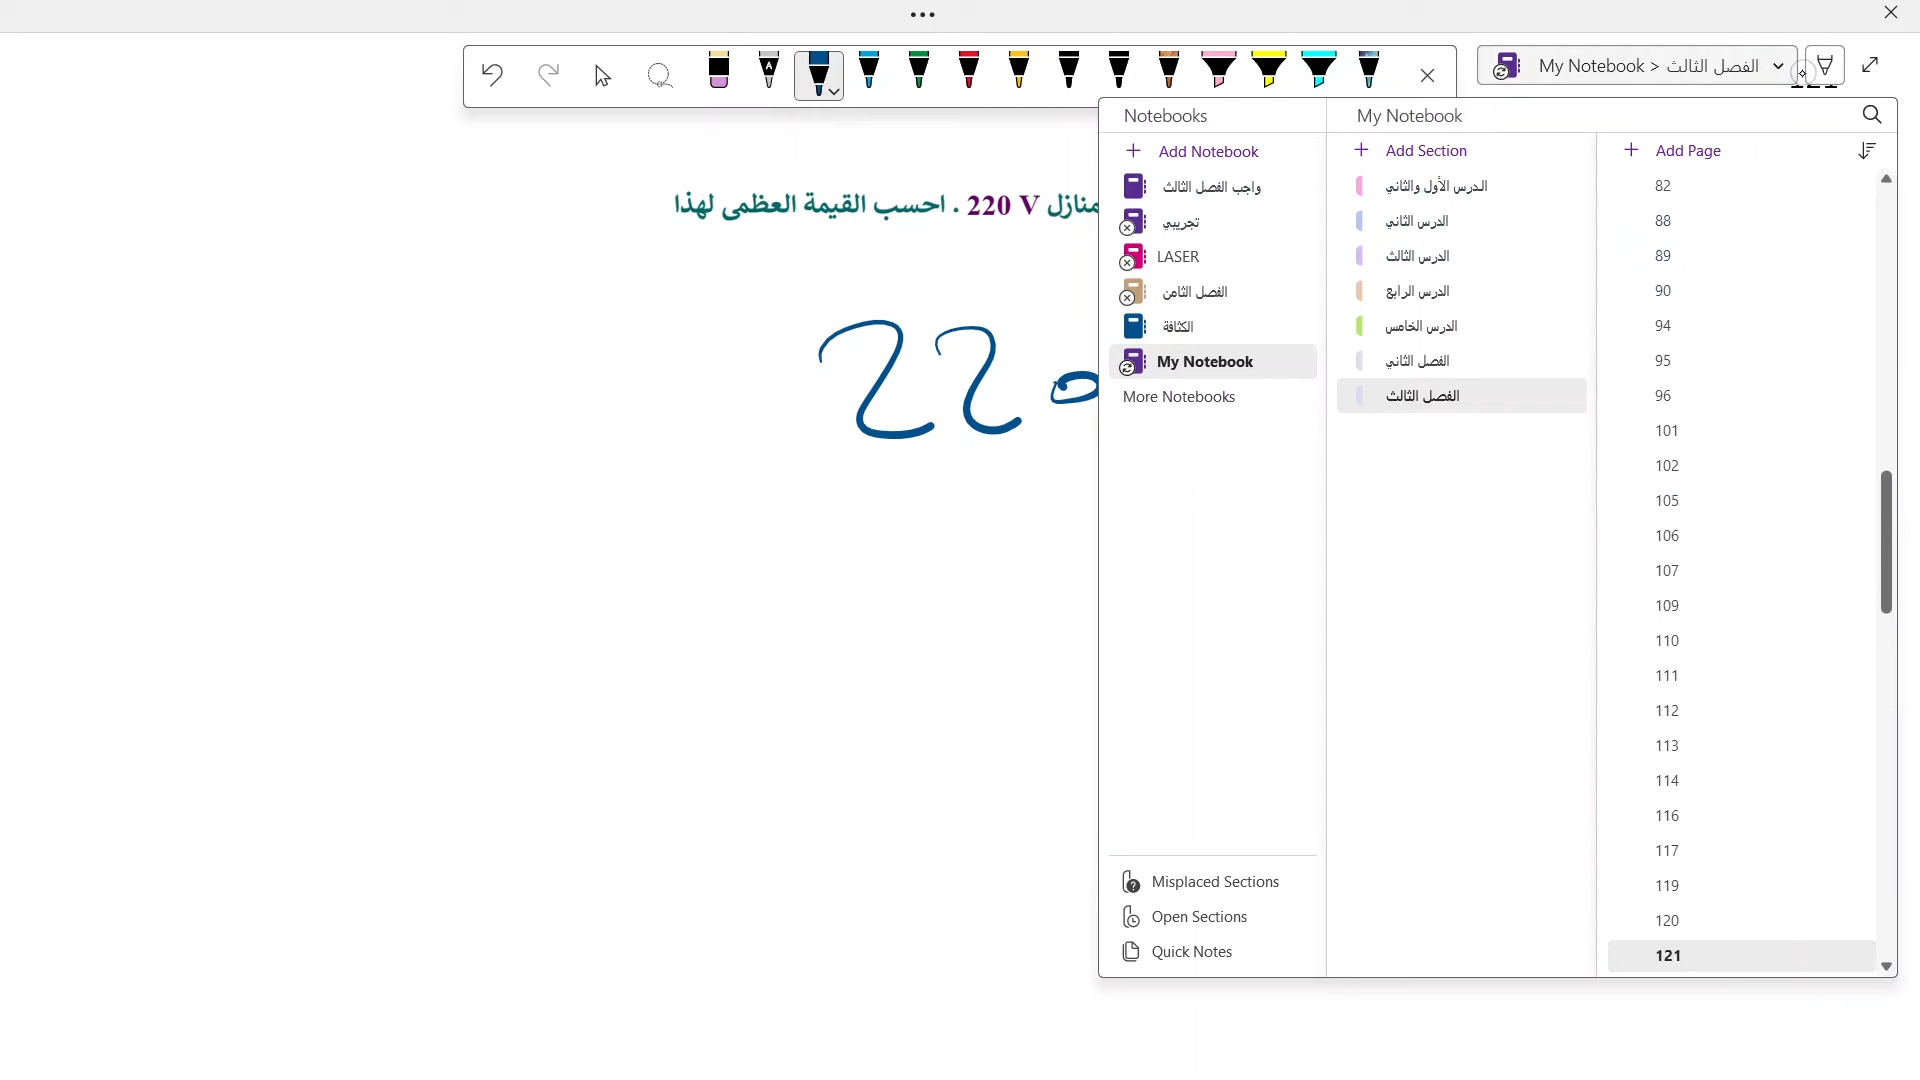 My Notebook > الفصل الثالث
منازل 220 V . احسب القيمة العظمى لهذا
220
Notebooks
Add Notebook
واجب الفصل الثالث
تجريبي
LASER
الفصل الثامن
الكثافة
My Notebook
More Notebooks
Misplaced Sections
Open Sections
Quick Notes
My Notebook
Add Section
الدرس الأول والثاني
الدرس الثاني
الدرس الثالث
الدرس الرابع
الدرس الخامس
الفصل الثاني
الفصل الثالث
Add Page
82
88
89
90
94
95
96
101
102
105
106
107
109
110
111
112
113
114
116
117
119
120
121